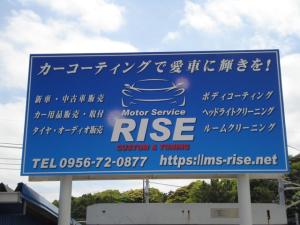 カーコーティングで愛車に輝きを!
新車・中古車販売
カー用品販売・取付
タイヤ・オーディオ販売
Motor Service
RISE
CUSTOM & TUNING
ボディコーティング
ヘッドライトクリーニング
ルームクリーニング
TEL 0956-72-0877 https://ms-rise.net